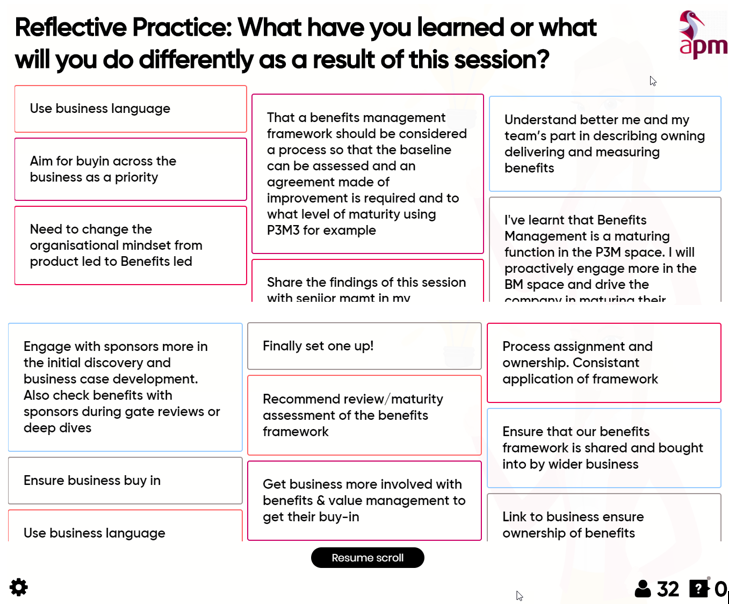 Reflective Practice: What have you learned or what
will you do differently as a result of this session?
apm
Use business language
Aim for buyin across the
business as a priority
Need to change the
organisational mindset from
product led to Benefits led
That a benefits management
framework should be considered
a process so that the baseline
can be assessed and an
agreement made of
improvement is required and to
what level of maturity using
P3M3 for example
Share the findings of this session
with seniior mgmt in my
Understand better me and my
team's part in describing owning
delivering and measuring
benefits
I've learnt that Benefits
Management is a maturing
function in the P3M space. I will
proactively engage more in the
BM space and drive the
company in maturing their
Engage with sponsors more in
the initial discovery and
business case development.
Also check benefits with
sponsors during gate reviews or
deep dives
Ensure business buy in
Use business language
Finally set one up!
Recommend review/maturity
assessment of the benefits
framework
Get business more involved with
benefits & value management to
get their buy-in
Process assignment and
ownership. Consistant
application of framework
Ensure that our benefits
framework is shared and bought
into by wider business
Link to business ensure
ownership of benefits
Resume scroll
32 ? 0